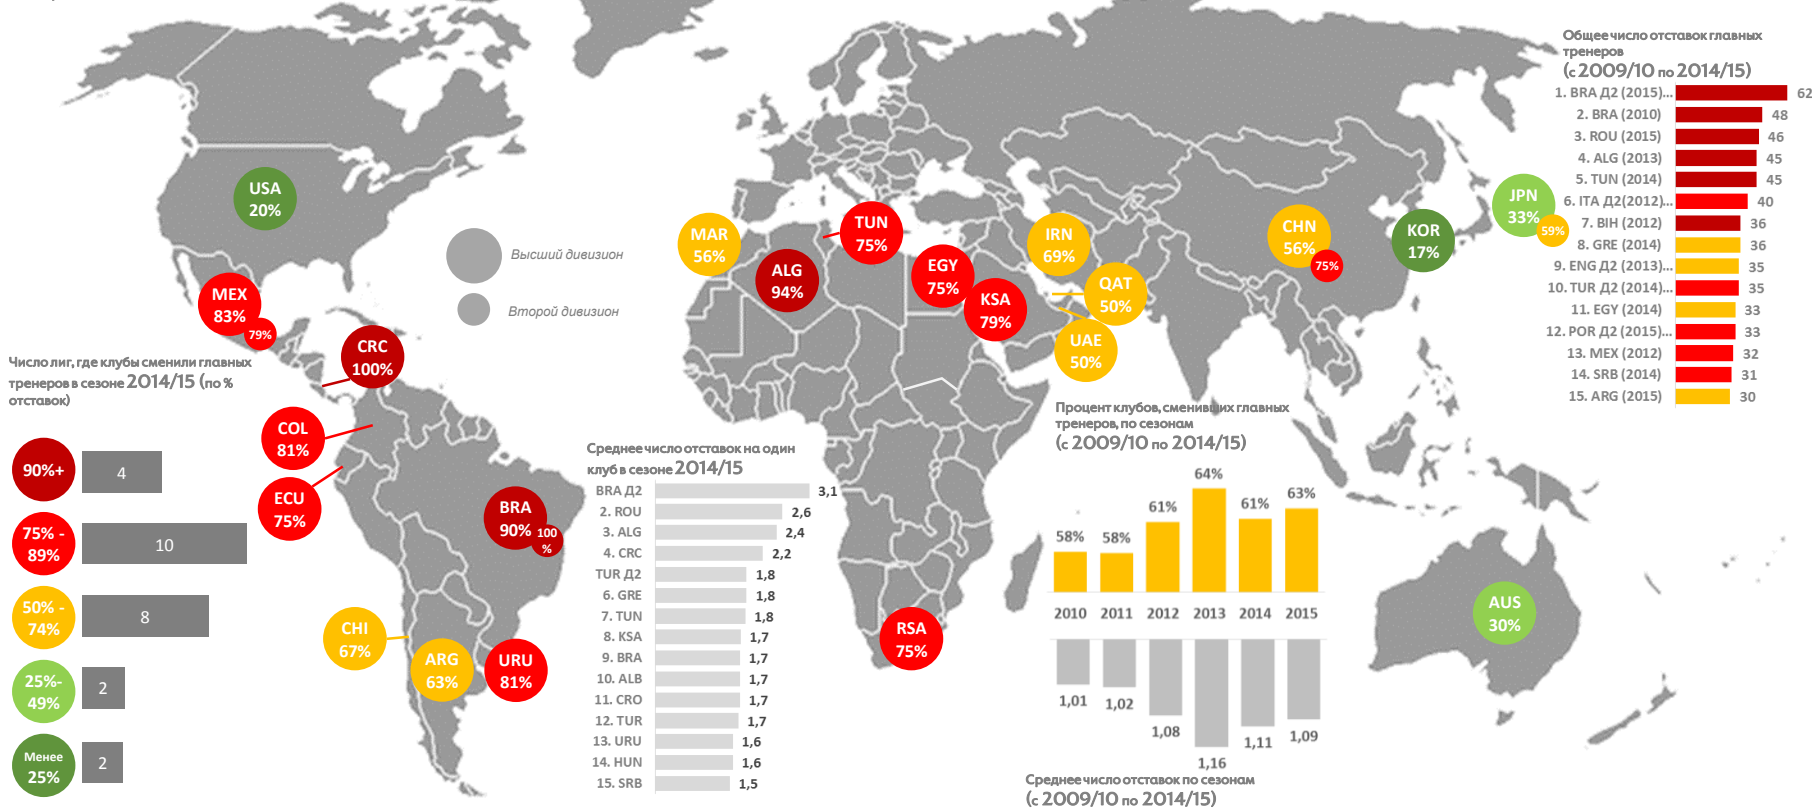 USA
20%
MEX
83%
79%
CRC
100%
COL
81%
ECU
75%
BRA
90%
100
%
CHI
67%
ARG
63%
URU
81%
Высший дивизион
Второй дивизион
MAR
56%
ALG
94%
TUN
75%
EGY
75%
KSA
79%
IRN
69%
QAT
50%
UAE
50%
RSA
75%
CHN
56%
75%
KOR
17%
JPN
33%
59%
AUS
30%
Число лиг, где клубы сменили главных
тренеров в сезоне 2014/15 (по %
отставок)
90%+
4
75% -
89%
10
50% -
74%
8
25%-
49%
2
Менее
25%
2
Среднее число отставок на один
клуб в сезоне 2014/15
BRA Д2 3,1
2. ROU 2,6
3. ALG 2,4
4. CRC 2,2
TUR Д2 1,8
6. GRE 1,8
7. TUN 1,8
8. KSA 1,7
9. BRA 1,7
10. ALB 1,7
11. CRO 1,7
12. TUR 1,7
13. URU 1,6
14. HUN 1,6
15. SRB 1,5
Процент клубов, сменивших главных
тренеров, по сезонам
(с 2009/10 по 2014/15)
58% 58% 61% 64% 61% 63%
2010 2011 2012 2013 2014 2015
1,01 1,02 1,08 1,16 1,11 1,09
Среднее число отставок по сезонам
(с 2009/10 по 2014/15)
Общее число отставок главных
тренеров
(с 2009/10 по 2014/15)
1. BRA Д2 (2015)... 62
2. BRA (2010) 48
3. ROU (2015) 46
4. ALG (2013) 45
5. TUN (2014) 45
6. ITA Д2(2012)... 40
7. BIH (2012) 36
8. GRE (2014) 36
9. ENG Д2 (2013)... 35
10. TUR Д2 (2014)... 35
11. EGY (2014) 33
12. POR Д2 (2015)... 33
13. MEX (2012) 32
14. SRB (2014) 31
15. ARG (2015) 30